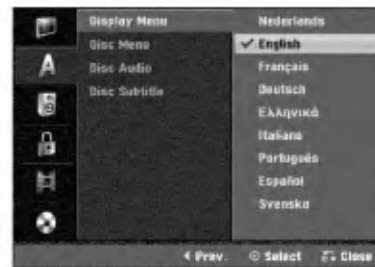 Display Menu
Disc Menu
Disc Audio
Disc Subtitle
Nederlands
✓ English
Français
Deutsch
Ελληνικά
Italiano
Português
Español
Svenska
A
Prev. Select Close